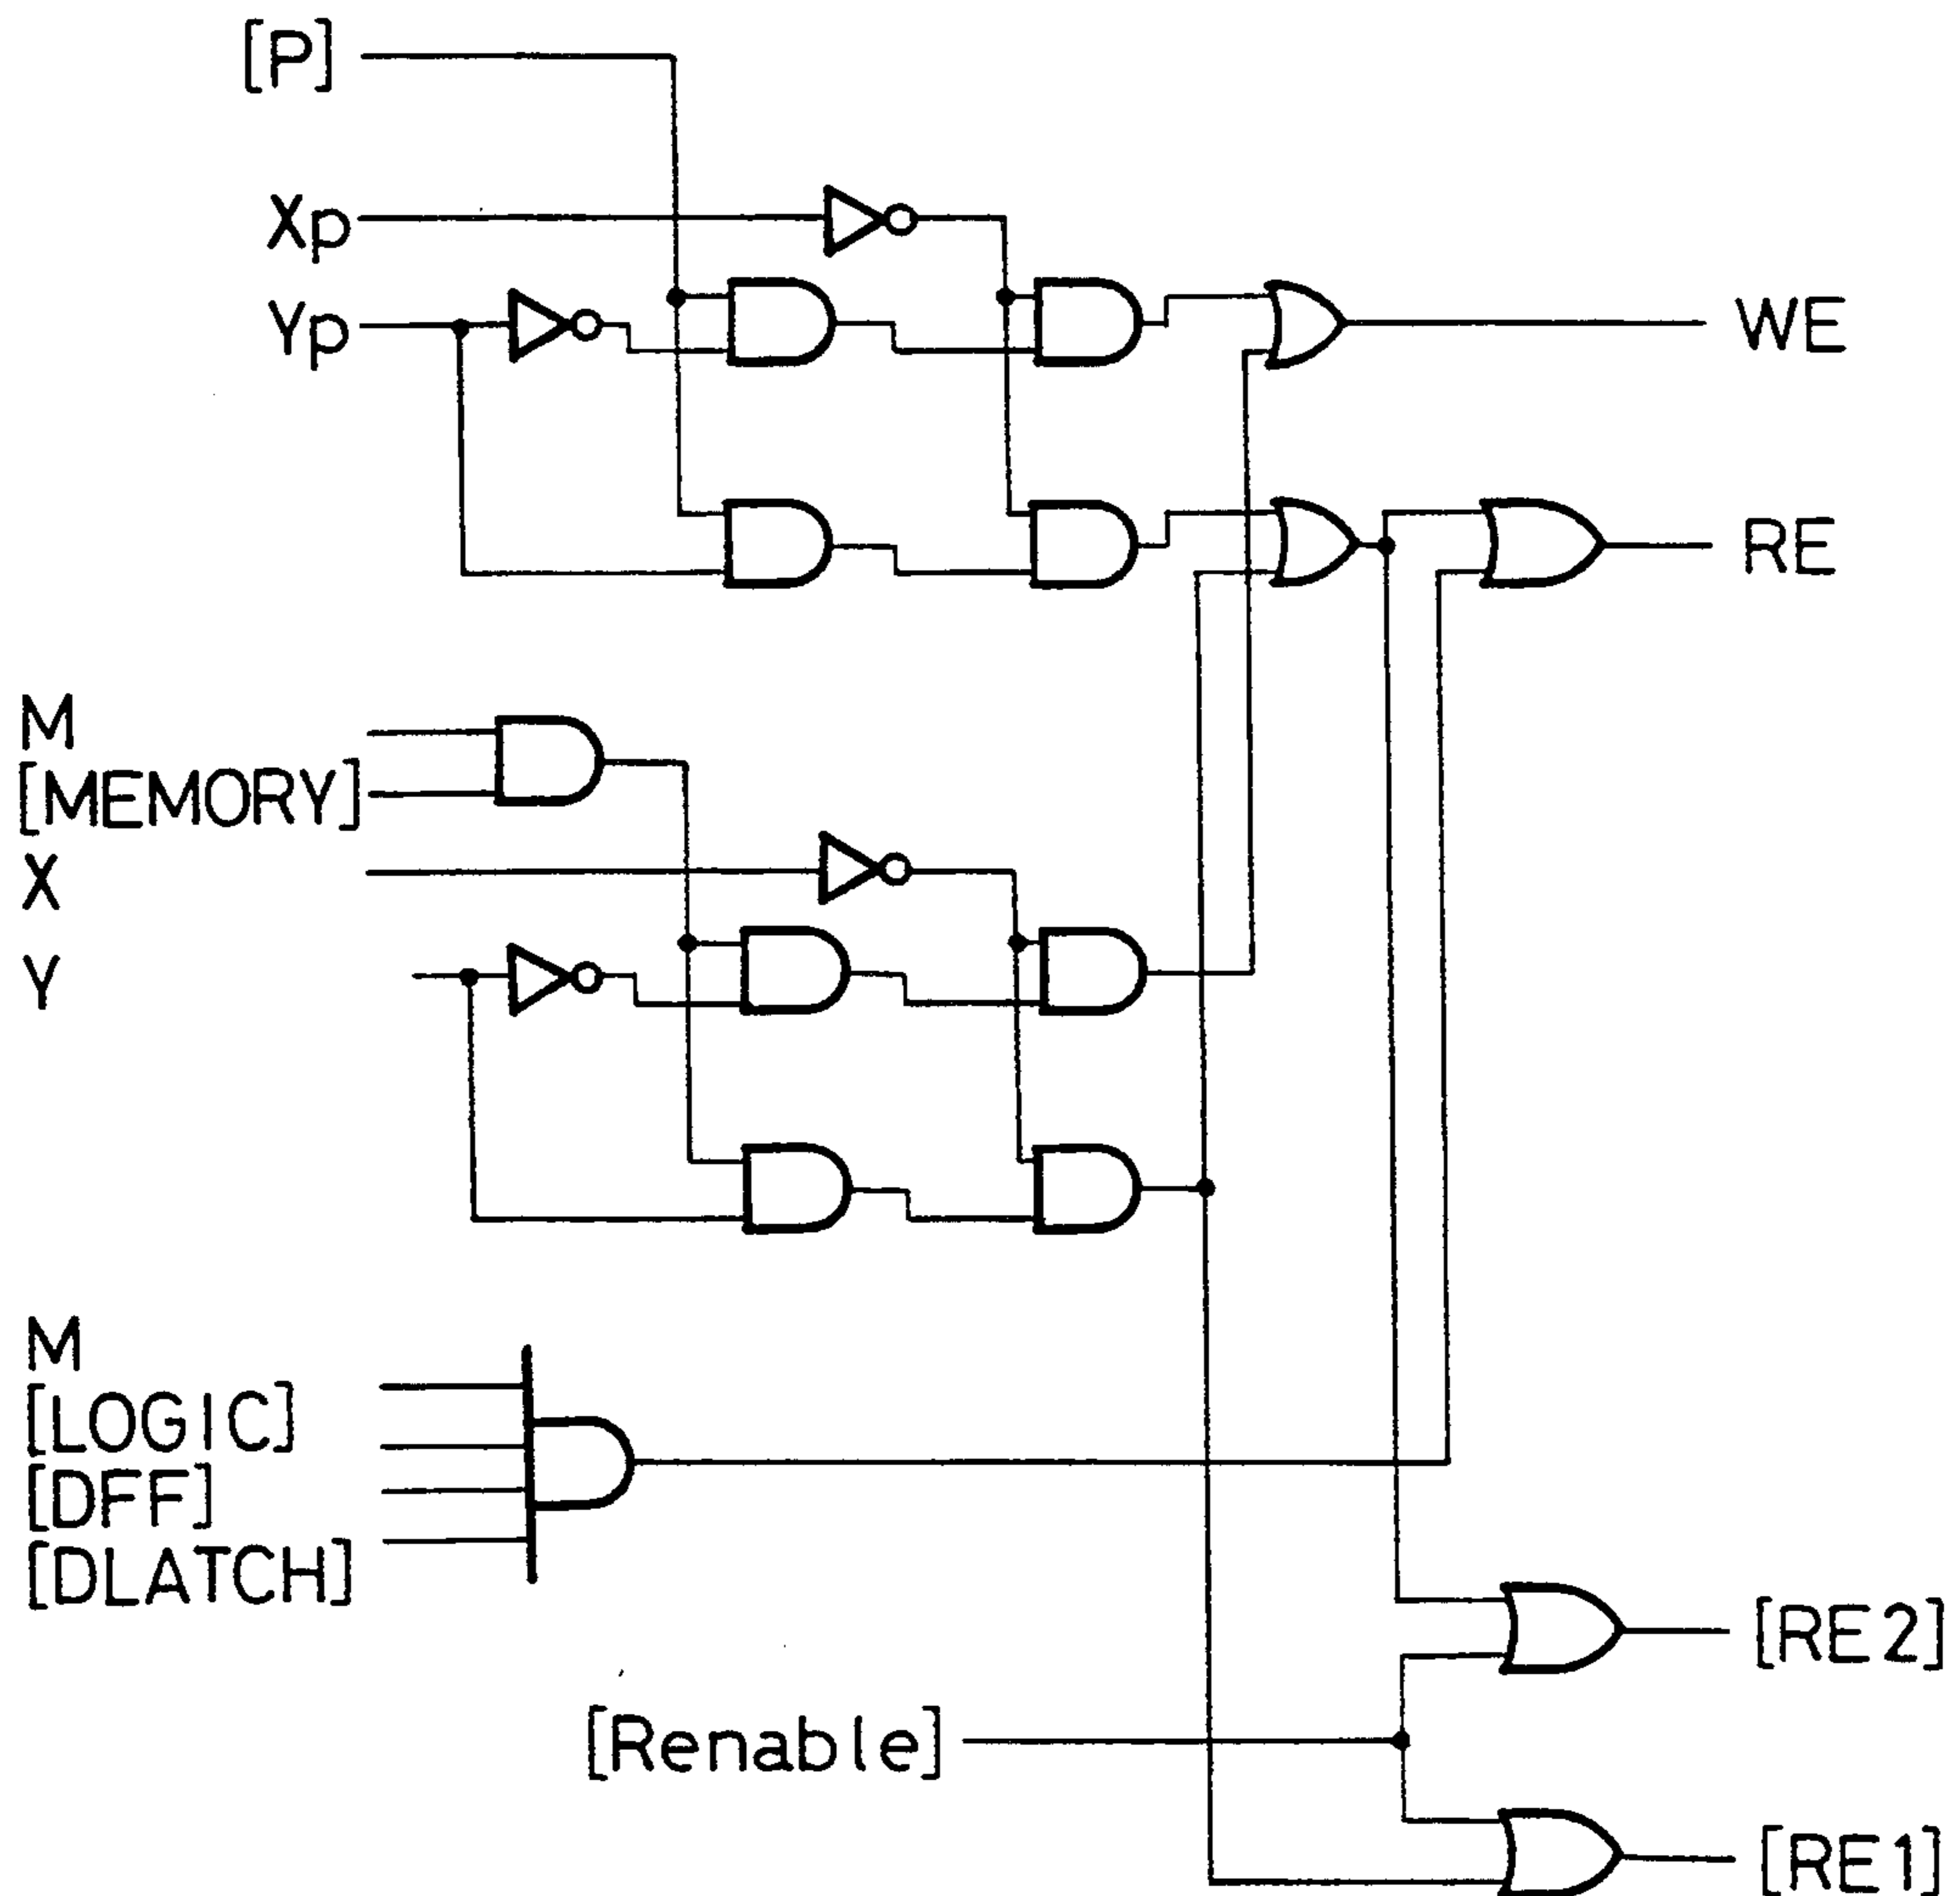 [P]
Xp
Yp
WE
RE
M
[MEMORY]
X
Y
M
[LOGIC]
[DFF]
[DLATCH]
[RE2]
[Renable]
[RE1]